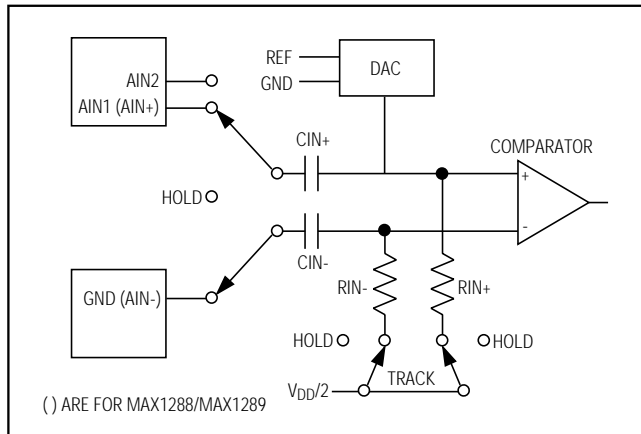 REF
GND
DAC
AIN2
AIN1 (AIN+)
CIN+
COMPARATOR
+
-
HOLD
CIN-
GND (AIN-)
RIN-
RIN+
HOLD
HOLD
VDD/2
TRACK
( ) ARE FOR MAX1288/MAX1289